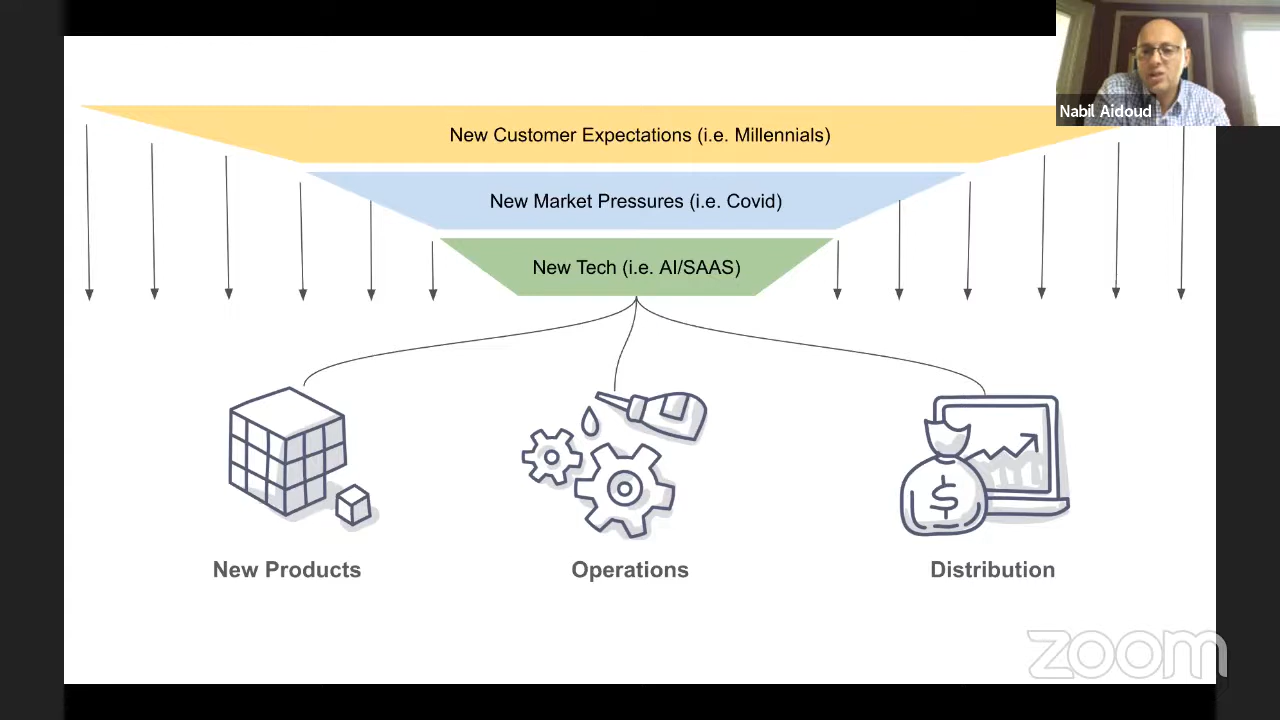 Nabil Aidoud
New Customer Expectations (i.e. Millennials)
New Market Pressures (i.e. Covid)
New Tech (i.e. AI/SAAS)
$
New Products
Operations
Distribution
zoom